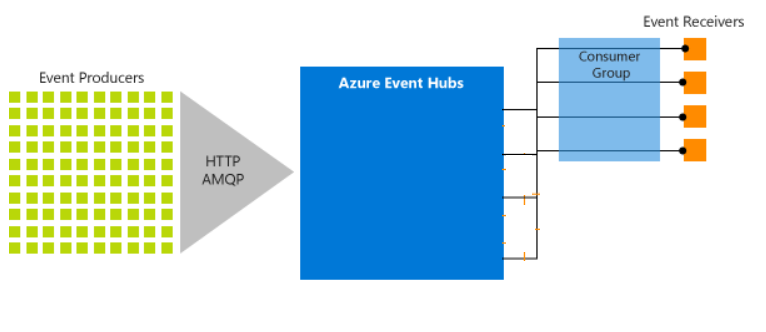 Event Receivers
Consumer
Group
Event Producers
Azure Event Hubs
HTTP
AMQP